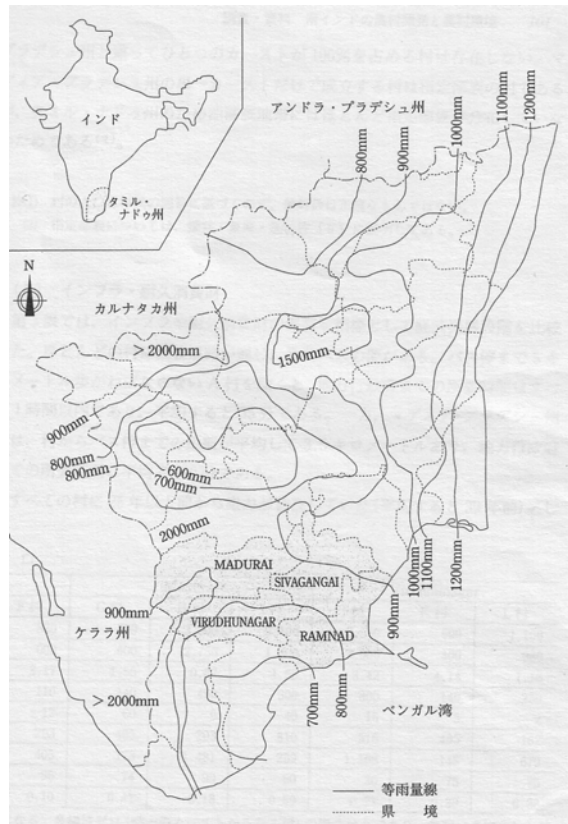 インド
タミル・
ナドゥ州
アンドラ・プラデシュ州
800mm
900mm
1000mm
1100mm
1200mm
N
カルナタカ州
>2000mm
1500mm
900mm
800mm
800mm
600mm
700mm
2000mm
MADURAI
SIVAGANGAI
900mm
VIRUDHUNAGAR
RAMNAD
ケララ州
>2000mm
700mm
800mm
900mm
1000mm
1100mm
1200mm
ベンガル湾
等雨量線
県 境